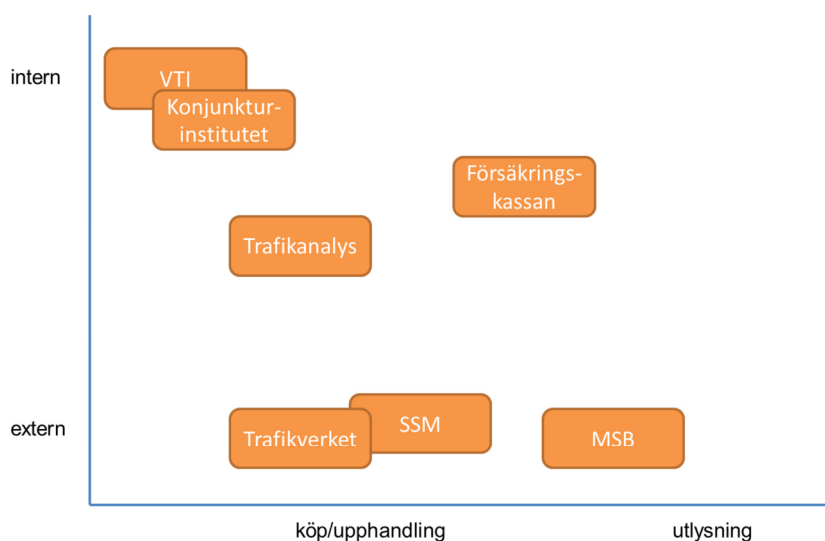 intern
VTI
Konjunktur-
institutet
Försäkrings-
kassan
Trafikanalys
extern
Trafikverket
SSM
MSB
köp/upphandling
utlysning